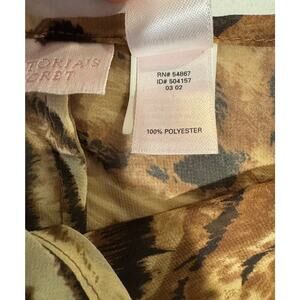 TORIA'S
CRET
RN# 54867
ID# 504157
03 02
100% POLYESTER